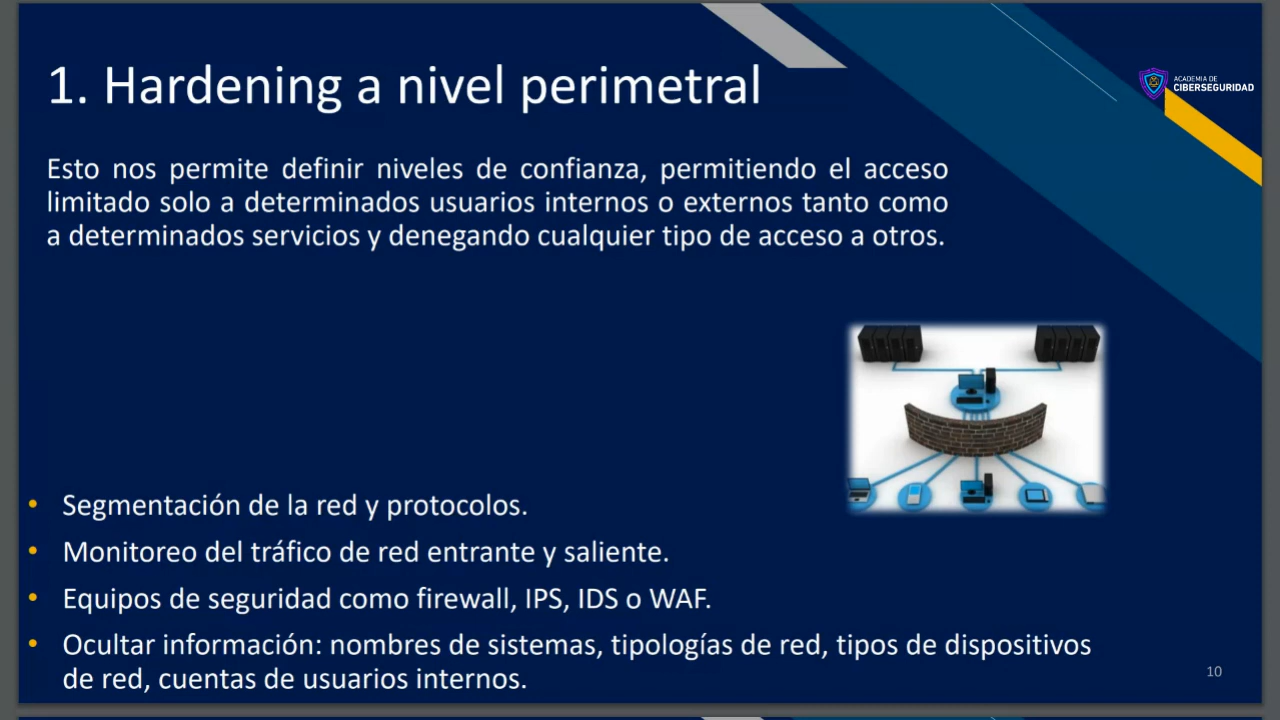 1. Hardening a nivel perimetral
ACADEMIA DE
CIBERSEGURIDAD
Esto nos permite definir niveles de confianza, permitiendo el acceso
limitado solo a determinados usuarios internos o externos tanto como
a determinados servicios y denegando cualquier tipo de acceso a otros.
• Segmentación de la red y protocolos.
• Monitoreo del tráfico de red entrante y saliente.
• Equipos de seguridad como firewall, IPS, IDS o WAF.
• Ocultar información: nombres de sistemas, tipologías de red, tipos de dispositivos
de red, cuentas de usuarios internos.
10